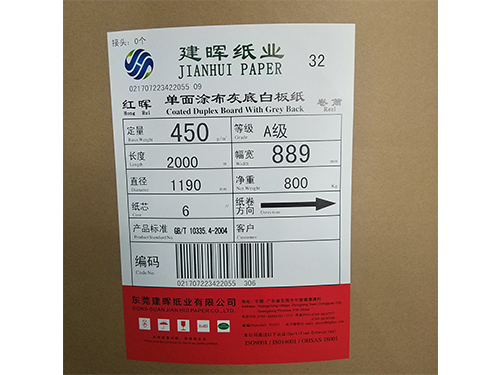 接头: 0个
建晖纸业
JIANHUI PAPER
32
021707223422055 09
红晖 单面涂布灰底白板纸 卷筒
Hong Hui Coated Duplex Board With Grey Back Reel
定量 450 g/㎡ 等级 A级
Basis Weight Grade
长度 2000 m 幅宽 889 mm
Length Width
直径 1190 mm 净重 800 Kg
Diameter Net Weight
纸芯 6 纸卷方向
Core Direction
产品标准 GB/T 10335.4-2004 客户
Product Standard No. Customer
编码
Code No.
021707223422055 306
东莞建晖纸业有限公司
DONG GUAN JIAN HUI PAPER CO., LTD.
ISO9001 / ISO14001 / OHSAS 18001